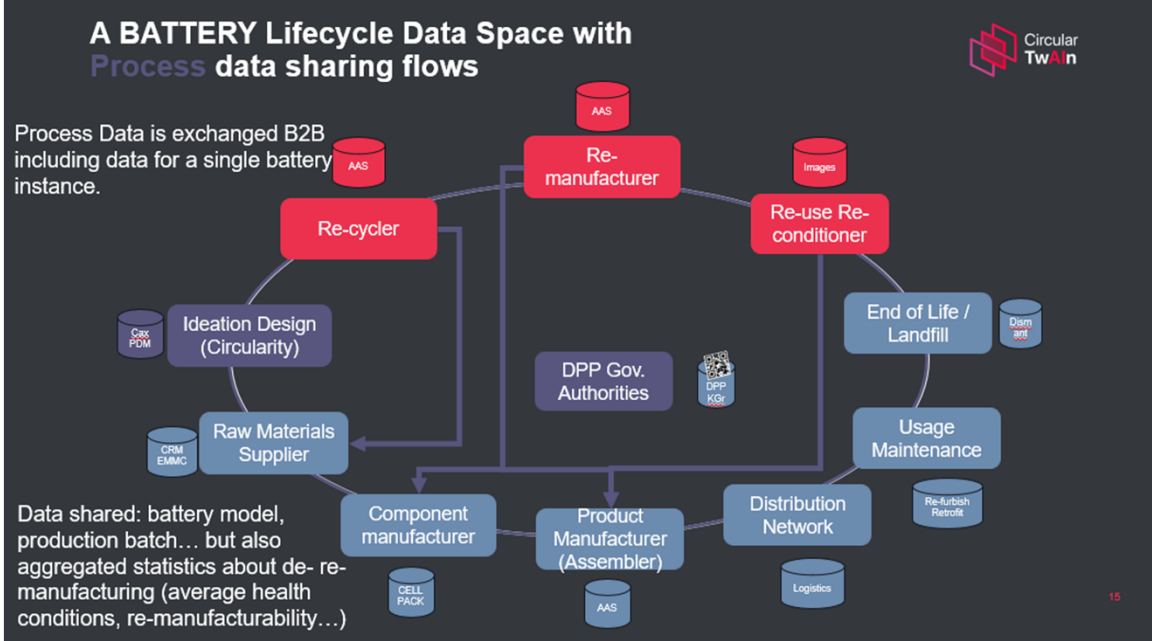 A BATTERY Lifecycle Data Space with
Process data sharing flows
Circular
TwAIn
Process Data is exchanged B2B
including data for a single battery
instance.
AAS
AAS
Re-
manufacturer
Images
Re-cycler
Re-use Re-
conditioner
Cax
PDM
Ideation Design
(Circularity)
End of Life /
Landfill
Dism
ant
DPP Gov.
Authorities
DPP
KGr
CRM
EMMC
Raw Materials
Supplier
Usage
Maintenance
Re-furbish
Retrofit
Data shared: battery model,
production batch... but also
aggregated statistics about de- re-
manufacturing (average health
conditions, re-manufacturability...)
Component
manufacturer
Product
Manufacturer
(Assembler)
Distribution
Network
CELL
PACK
AAS
Logistics
15